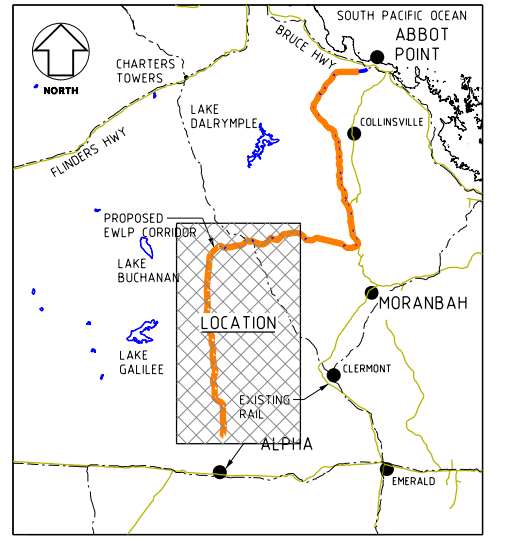 SOUTH PACIFIC OCEAN
BRUCE HWY
ABBOT
POINT
CHARTERS
TOWERS
NORTH
LAKE
DALRYMPLE
COLLINSVILLE
FLINDERS HWY
PROPOSED
EWLP CORRIDOR
LAKE
BUCHANAN
MORANBAH
LOCATION
LAKE
GALILEE
CLERMONT
EXISTING
RAIL
ALPHA
EMERALD